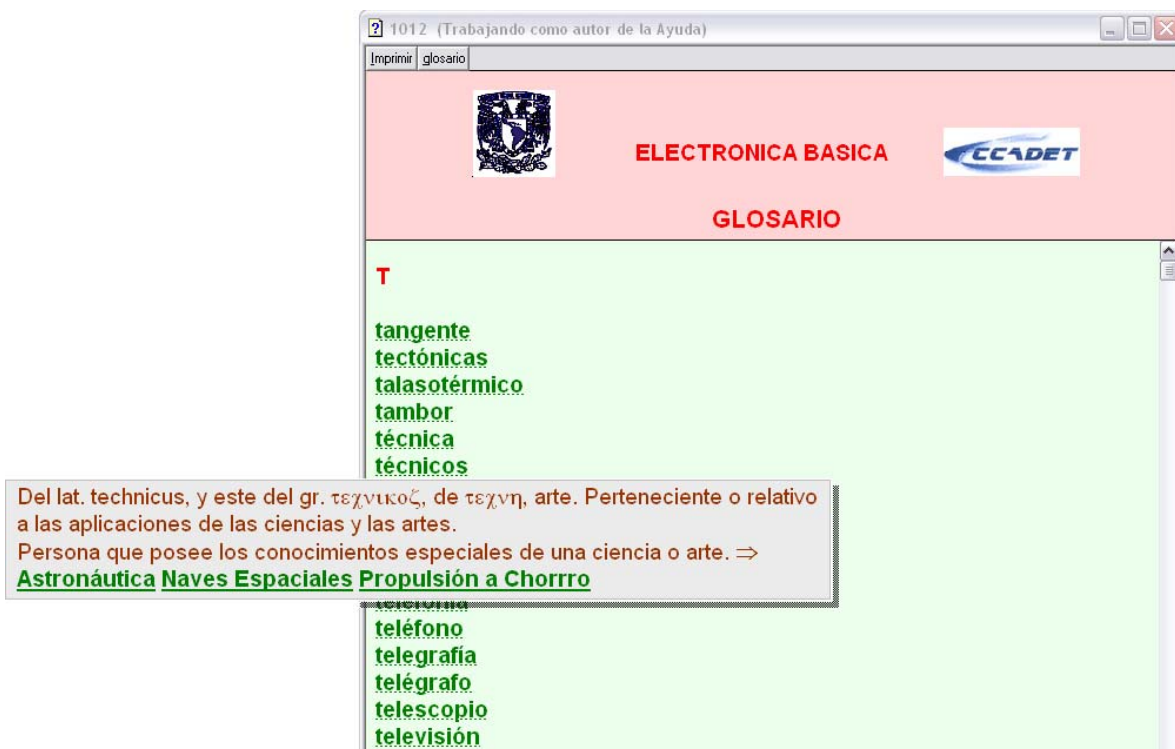 1012 (Trabajando como autor de la Ayuda)
Imprimir glosario
ELECTRONICA BASICA
CCADET
GLOSARIO
T
tangente
tectónicas
talasotérmico
tambor
técnica
técnicos
Del lat. technicus, y este del gr. τεχνικοζ, de τεχνη, arte. Perteneciente o relativo
a las aplicaciones de las ciencias y las artes.
Persona que posee los conocimientos especiales de una ciencia o arte. ⇒
Astronáutica Naves Espaciales Propulsión a Chorrro
telefonía
teléfono
telegrafía
telégrafo
telescopio
televisión